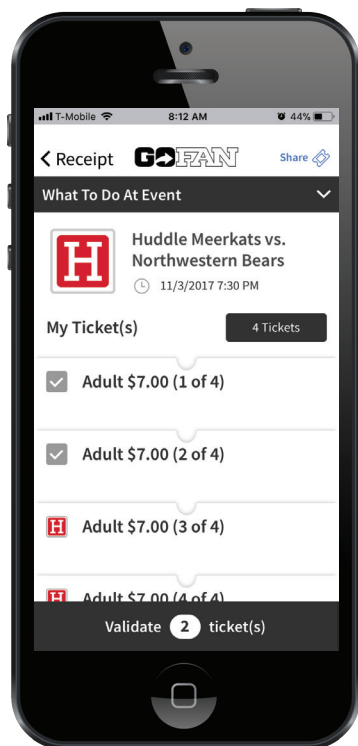 T-Mobile 8:12 AM 44%
Receipt GOFAN Share
What To Do At Event
H Huddle Meerkats vs.
Northwestern Bears
11/3/2017 7:30 PM
My Ticket(s) 4 Tickets
Adult $7.00 (1 of 4)
Adult $7.00 (2 of 4)
H Adult $7.00 (3 of 4)
H Adult $7.00 (4 of 4)
Validate 2 ticket(s)